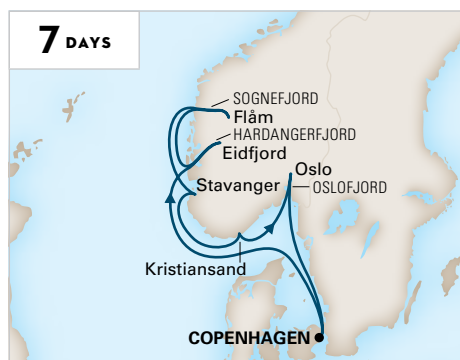 7 DAYS
SOGNEFJORD
Flåm
HARDANGERFJORD
Eidfjord
Oslo
Stavanger
OSLOFJORD
Kristiansand
COPENHAGEN